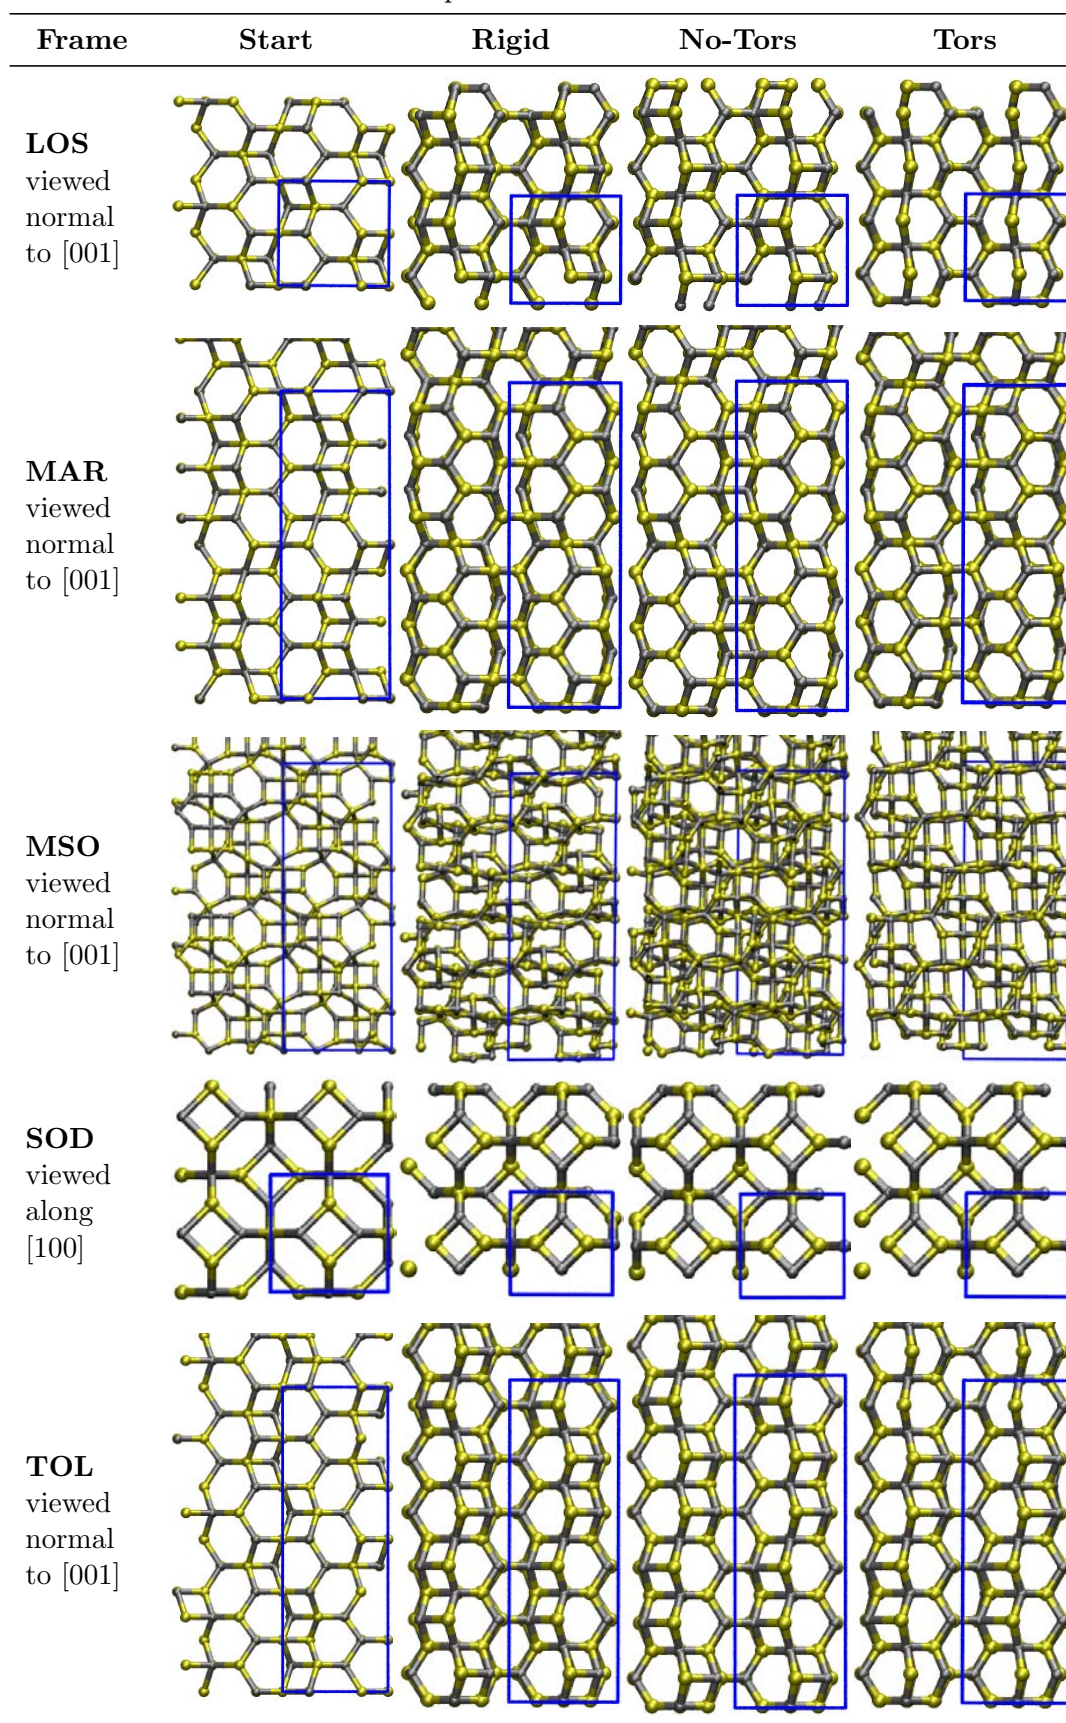 Frame Start Rigid No-Tors Tors
LOS
viewed
normal
to [001]
MAR
viewed
normal
to [001]
MSO
viewed
normal
to [001]
SOD
viewed
along
[100]
TOL
viewed
normal
to [001]